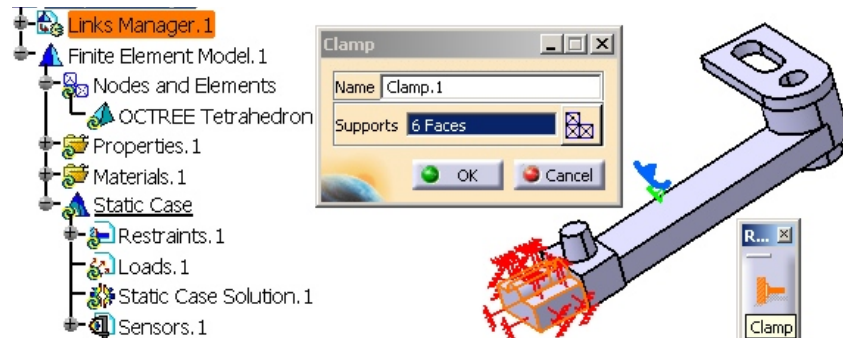 Links Manager.1
Finite Element Model.1
Nodes and Elements
OCTREE Tetrahedron
Properties.1
Materials.1
Static Case
Restraints.1
Loads.1
Static Case Solution.1
Sensors.1
Clamp
Name Clamp.1
Supports 6 Faces
OK Cancel
R...
Clamp